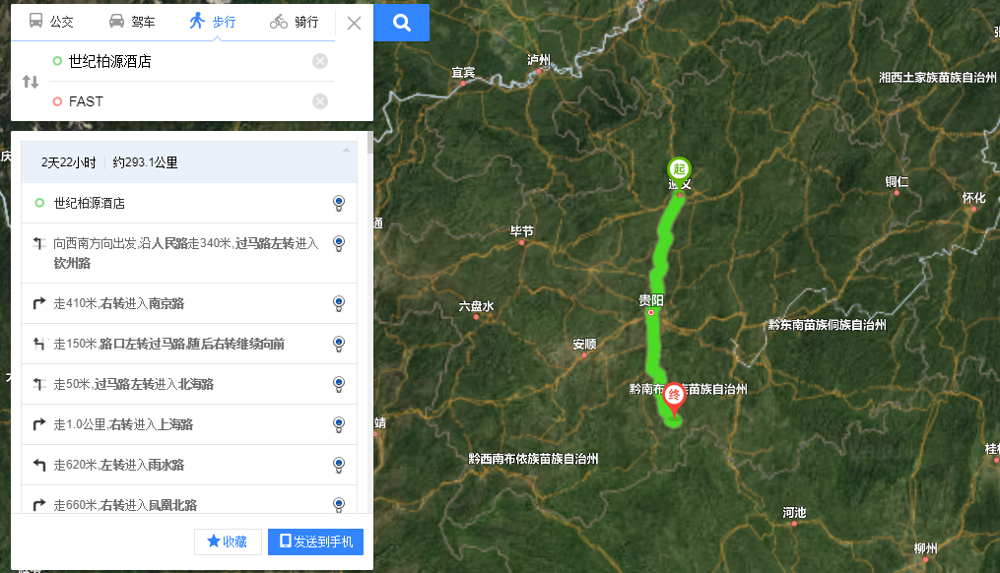 公交
驾车
步行
骑行
世纪柏源酒店
FAST
2天22小时 约293.1公里
世纪柏源酒店
向西南方向出发,沿人民路走340米,过马路左转进入
钦州路
走410米,右转进入南京路
走150米,路口左转过马路,随后右转继续向前
走50米,过马路左转进入北海路
走1.0公里,右转进入上海路
走620米,左转进入雨水路
走660米,右转进入凤凰北路
收藏
发送到手机
泸州
宜宾
湘西土家族苗族自治州
起
遵义
铜仁
怀化
通
毕节
贵阳
六盘水
黔东南苗族侗族自治州
安顺
黔南布依族苗族自治州
终
靖
黔西南布依族苗族自治州
河池
柳州